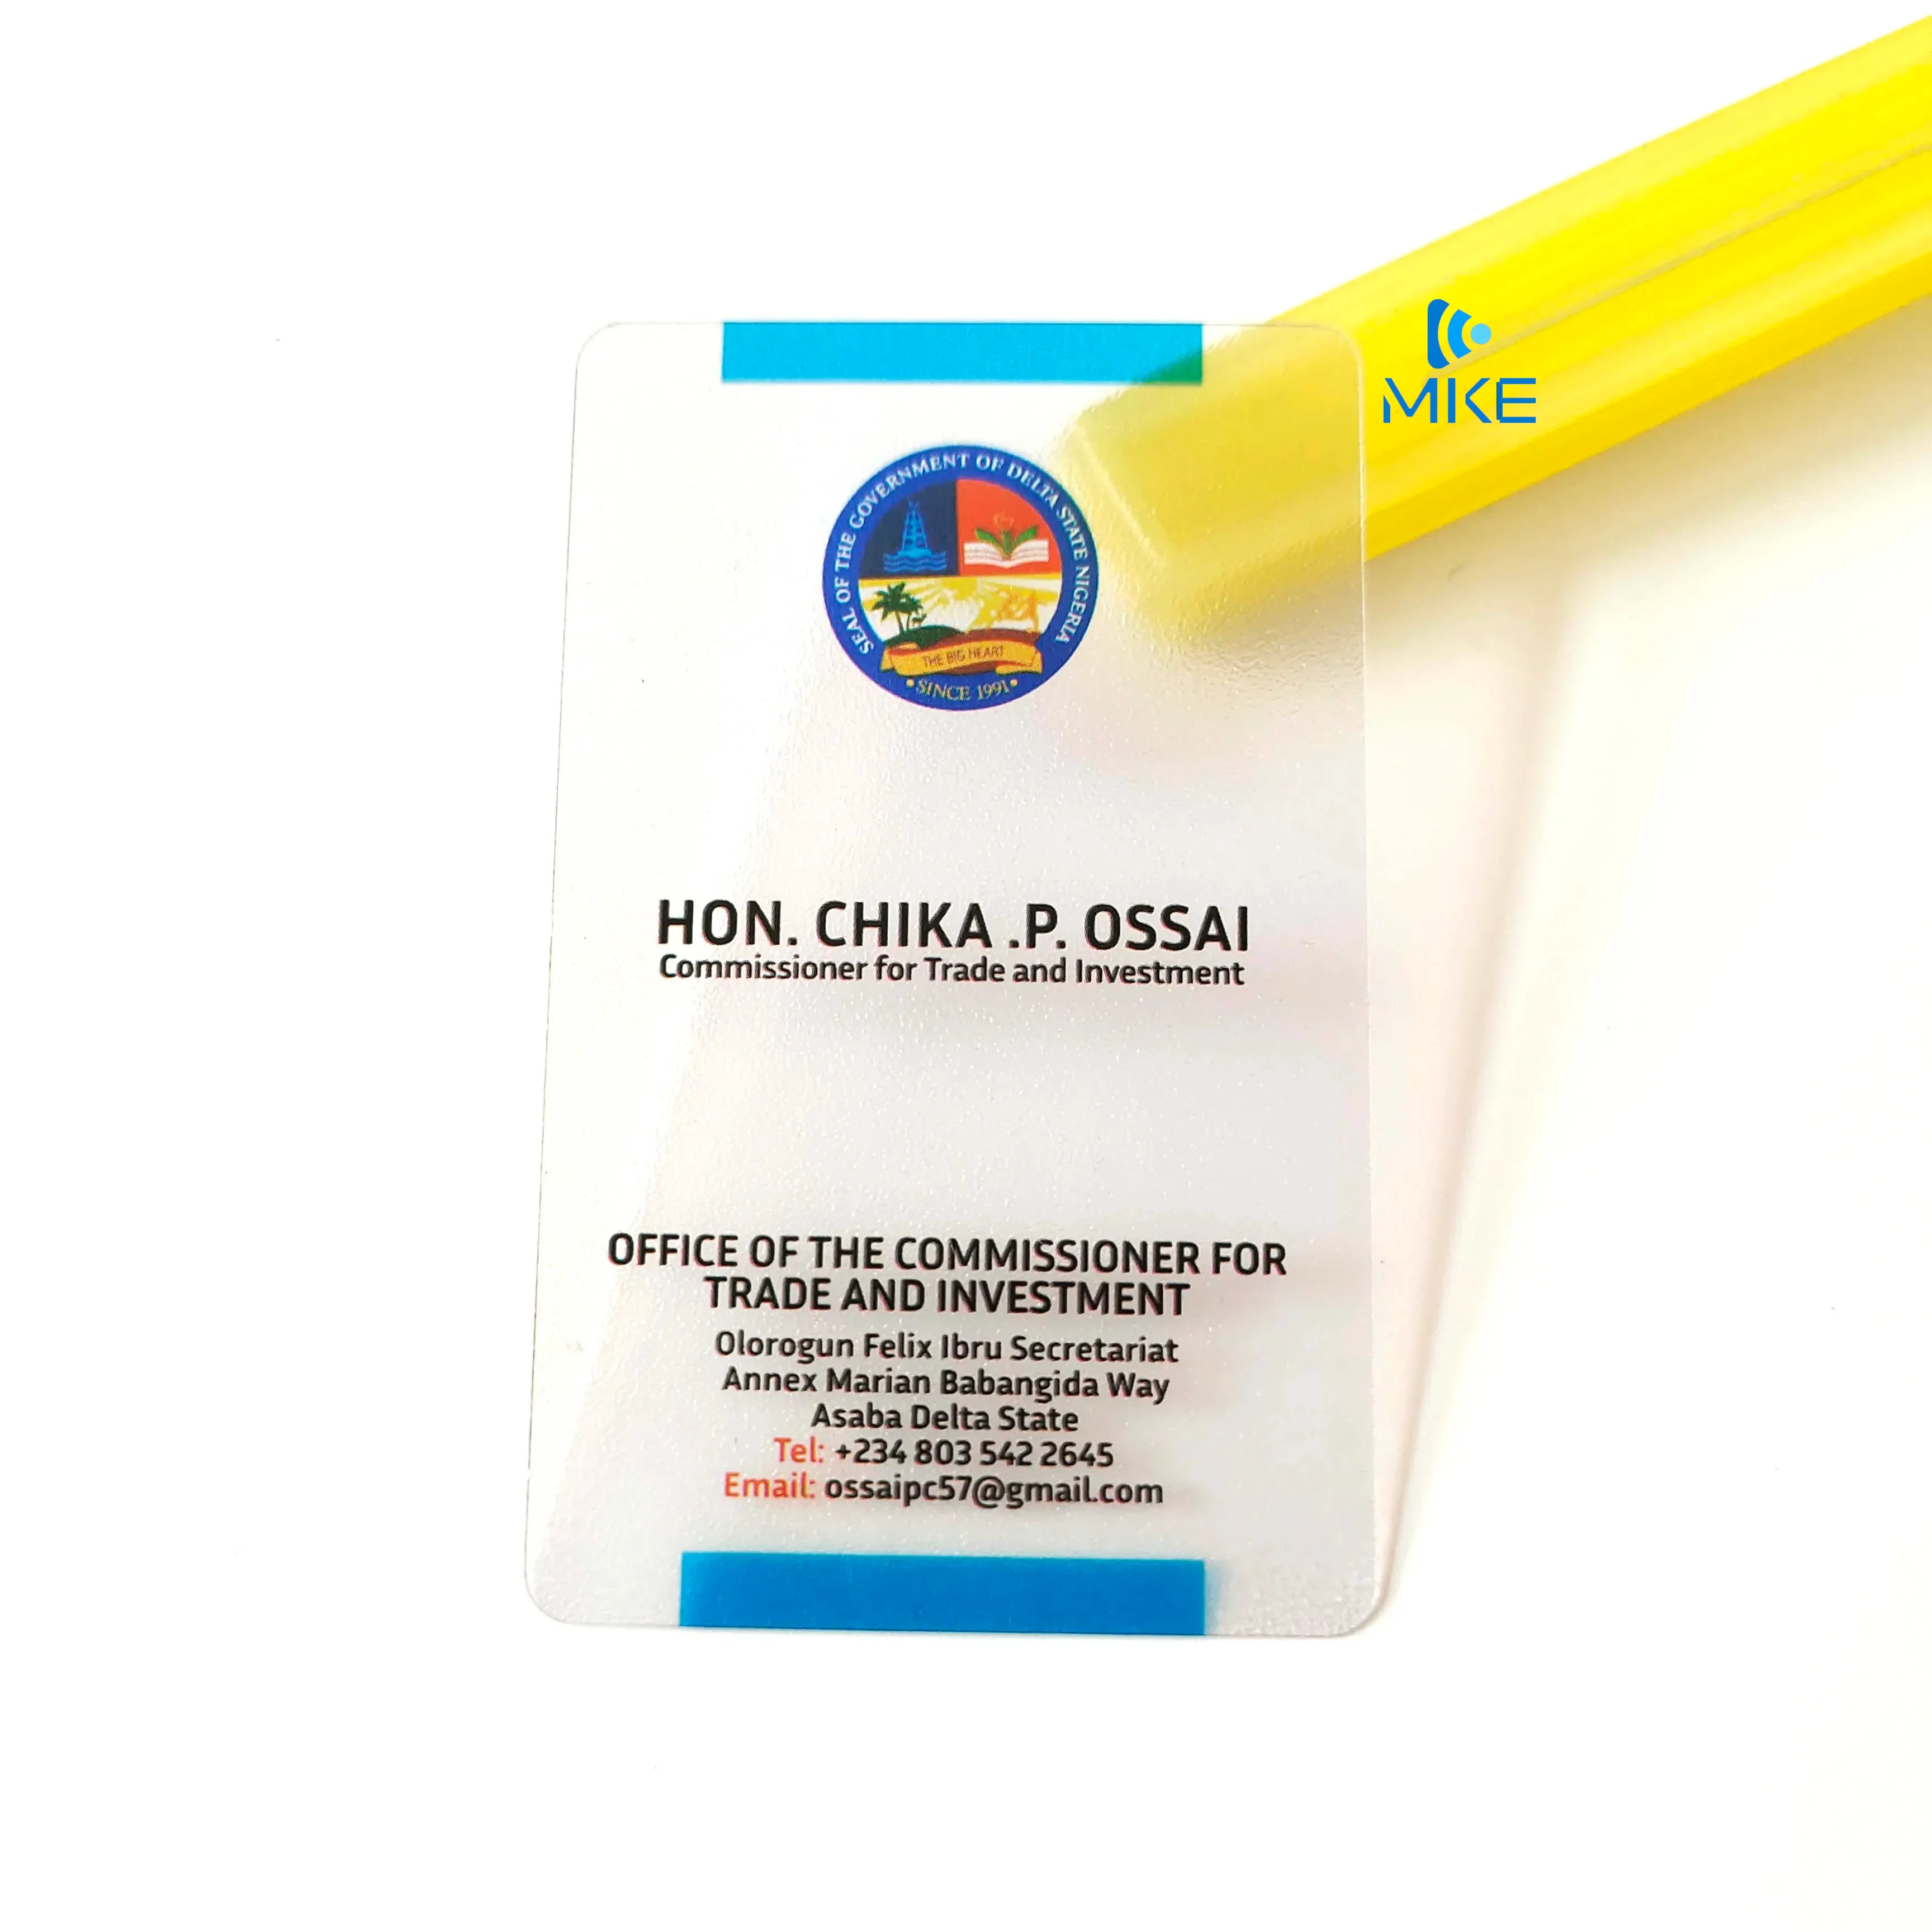 MIKE
SEAL OF THE GOVERNMENT OF DELTA STATE NIGERIA
THE BIG HEART
• SINCE 1991 •
HON. CHIKA .P. OSSAI
Commissioner for Trade and Investment
OFFICE OF THE COMMISSIONER FOR
TRADE AND INVESTMENT
Olorogun Felix Ibru Secretariat
Annex Marian Babangida Way
Asaba Delta State
Tel: +234 803 542 2645
Email: ossaipc57@gmail.com